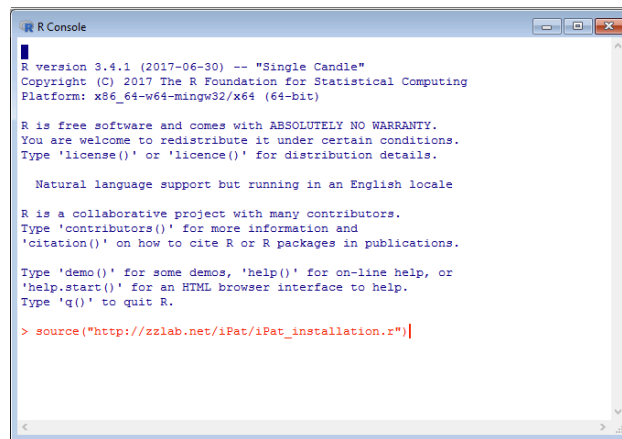 R Console
R version 3.4.1 (2017-06-30) -- "Single Candle"
Copyright (C) 2017 The R Foundation for Statistical Computing
Platform: x86_64-w64-mingw32/x64 (64-bit)
R is free software and comes with ABSOLUTELY NO WARRANTY.
You are welcome to redistribute it under certain conditions.
Type 'license()' or 'licence()' for distribution details.
Natural language support but running in an English locale
R is a collaborative project with many contributors.
Type 'contributors()' for more information and
'citation()' on how to cite R or R packages in publications.
Type 'demo()' for some demos, 'help()' for on-line help, or
'help.start()' for an HTML browser interface to help.
Type 'q()' to quit R.
> source("http://zzlab.net/iPat/iPat_installation.r")